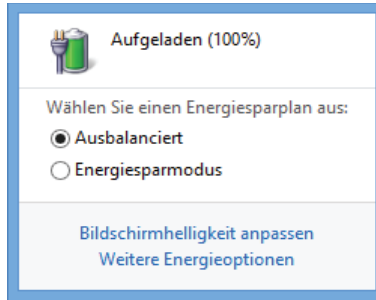 Aufgeladen (100%)
Wählen Sie einen Energiesparplan aus:
Ausbalanciert
Energiesparmodus
Bildschirmhelligkeit anpassen
Weitere Energieoptionen